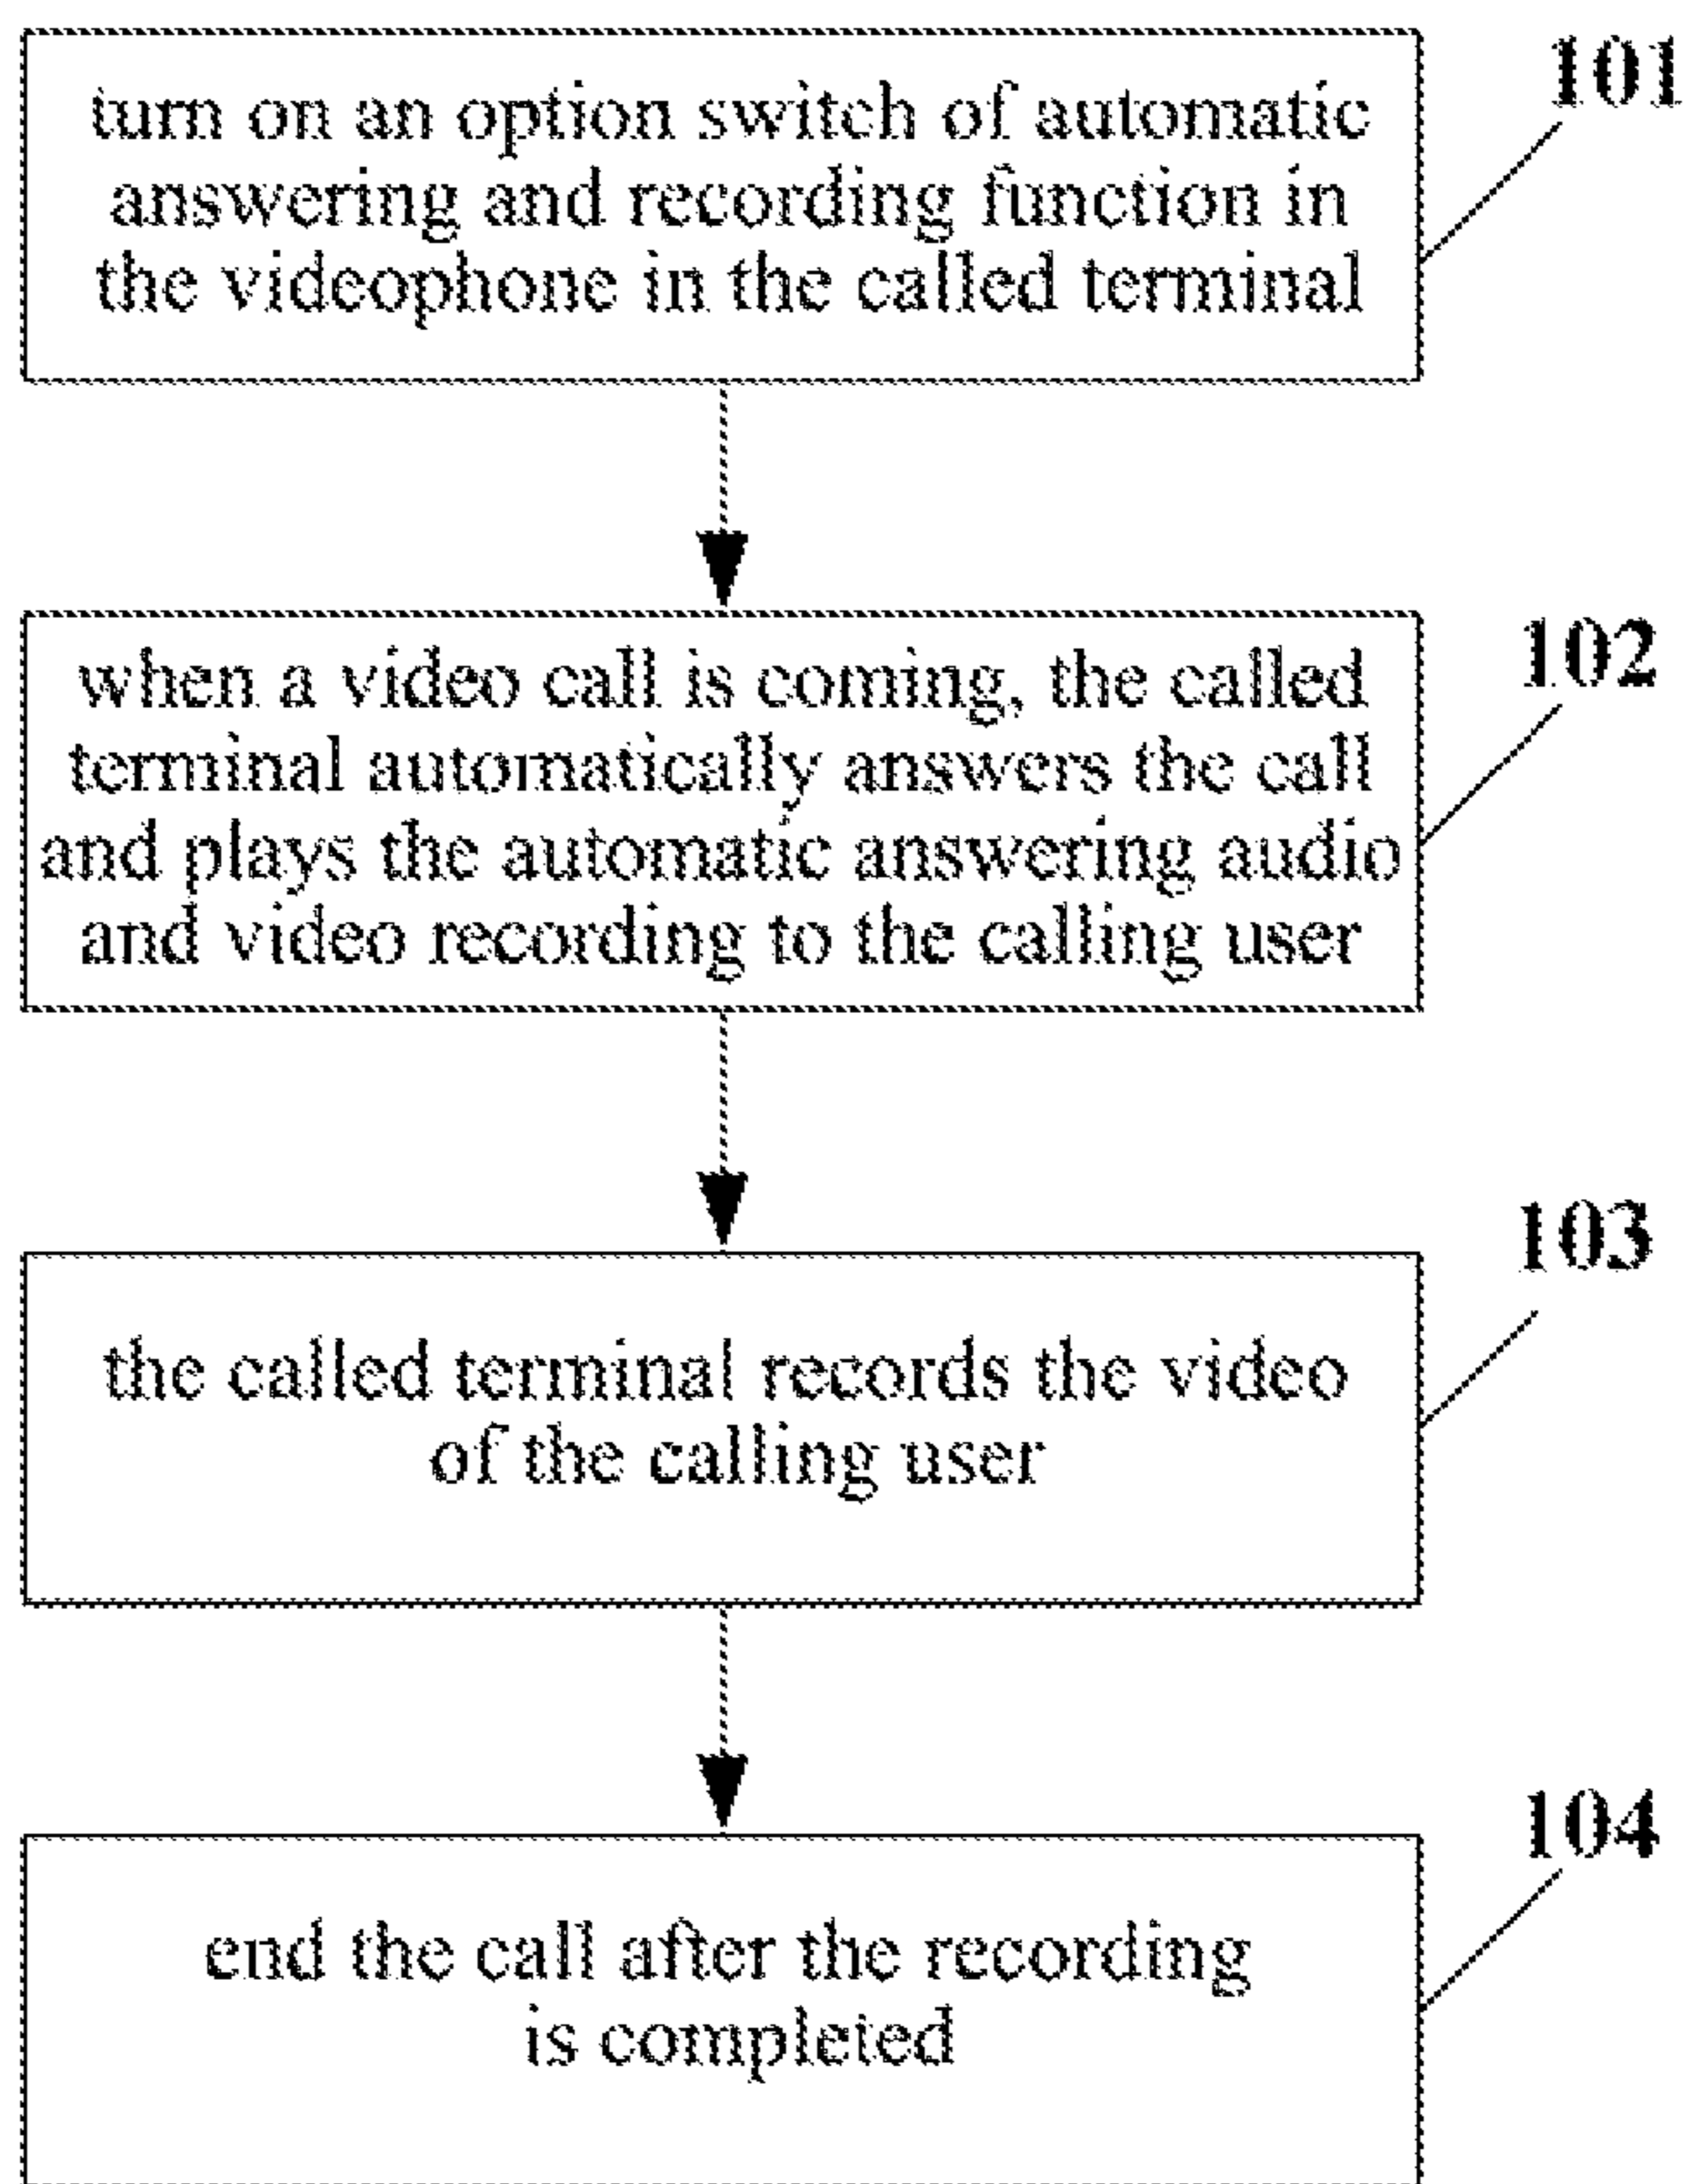 101
turn on an option switch of automatic
answering and recording function in
the videophone in the called terminal
102
when a video call is coming, the called
terminal automatically answers the call
and plays the automatic answering audio
and video recording to the calling user
103
the called terminal records the video
of the calling user
104
end the call after the recording
is completed